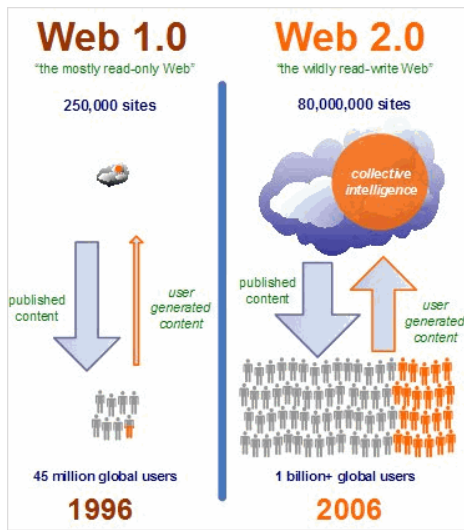 Web 1.0
"the mostly read-only Web"
250,000 sites
published
content
user
generated
content
45 million global users
1996
Web 2.0
"the wildly read-write Web"
80,000,000 sites
collective
intelligence
published
content
user
generated
content
1 billion+ global users
2006